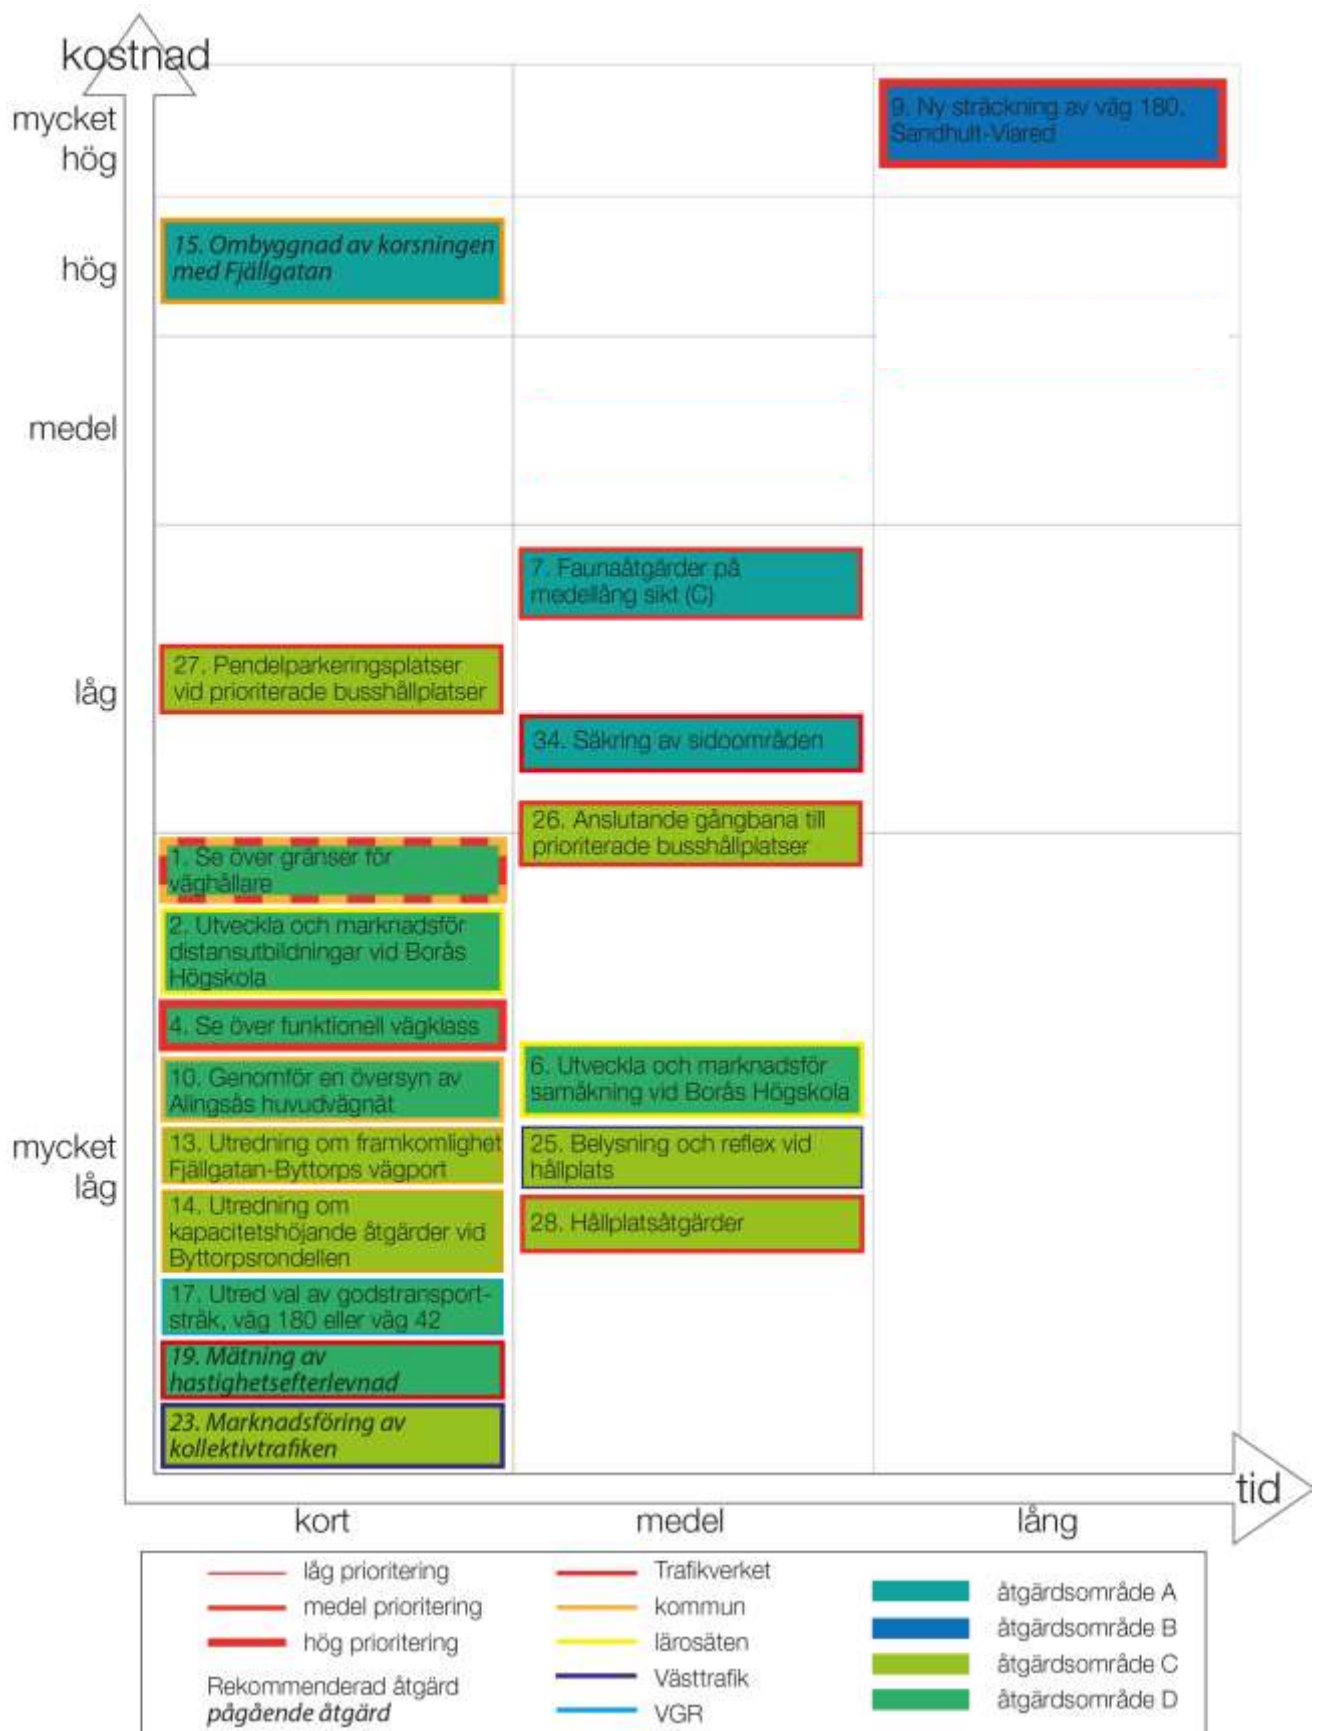 kostnad
mycket
hög
9. Ny sträckning av väg 180,
Sandhult-Viared
hög
15. Ombyggnad av korsningen
med Fjällgatan
medel
låg
7. Faunaåtgärder på
medellång sikt (C)
27. Pendelparkeringsplatser
vid prioriterade busshållplatser
34. Säkring av sidoområden
26. Anslutande gångbana till
prioriterade busshållplatser
mycket
låg
1. Se över gränser för
väghållare
2. Utveckla och marknadsför
distansutbildningar vid Borås
Högskola
4. Se över funktionell vägklass
10. Genomför en översyn av
Alingsås huvudvägnät
13. Utredning om framkomlighet
Fjällgatan-Byttorps vägport
14. Utredning om
kapacitetshöjande åtgärder vid
Byttorpsrondellen
17. Utred val av godstransport-
stråk, väg 180 eller väg 42
19. Mätning av
hastighetsefterlevnad
23. Marknadsföring av
kollektivtrafiken
6. Utveckla och marknadsför
samåkning vid Borås Högskola
25. Belysning och reflex vid
hållplats
28. Hållplatsåtgärder
tid
kort
medel
lång
låg prioritering
medel prioritering
hög prioritering
Rekommenderad åtgärd
pågående åtgärd
Trafikverket
kommun
lärosäten
Västtrafik
VGR
åtgärdsområde A
åtgärdsområde B
åtgärdsområde C
åtgärdsområde D